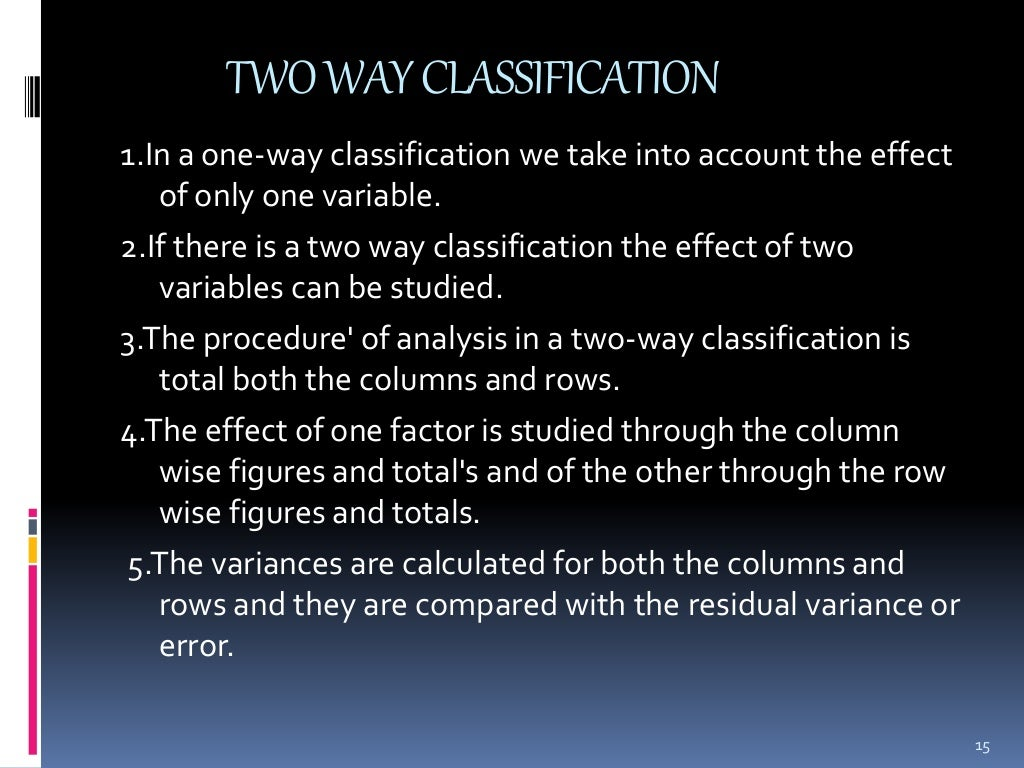 TWO WAY CLASSIFICATION
1.In a one-way classification we take into account the effect
of only one variable.
2.If there is a two way classification the effect of two
variables can be studied.
3.The procedure' of analysis in a two-way classification is
total both the columns and rows.
4.The effect of one factor is studied through the column
wise figures and total's and of the other through the row
wise figures and totals.
5.The variances are calculated for both the columns and
rows and they are compared with the residual variance or
error.
15